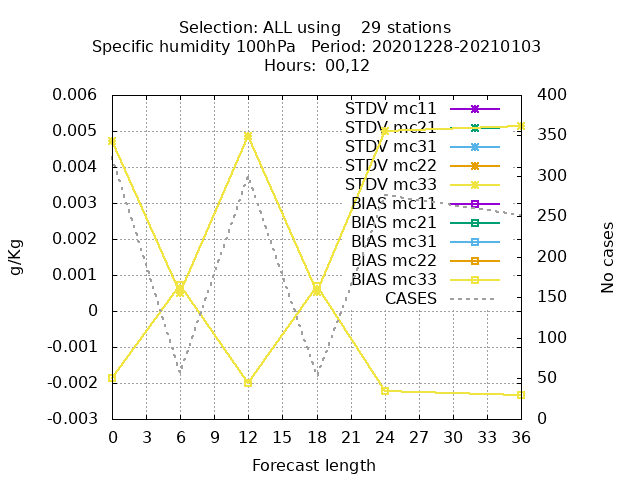 Selection: ALL using    29 stations
Specific humidity 100hPa   Period: 20201228-20210103
Hours: 00,12
0.006
0.005
0.004
0.003
0.002
0.001
0
-0.001
-0.002
-0.003
g/Kg
STDV mc11
STDV mc21
STDV mc31
STDV mc22
STDV mc33
BIAS mc11
BIAS mc21
BIAS mc31
BIAS mc22
BIAS mc33
CASES
400
350
300
250
200
150
100
50
0
No cases
0 3 6 9 12 15 18 21 24 27 30 33 36
Forecast length